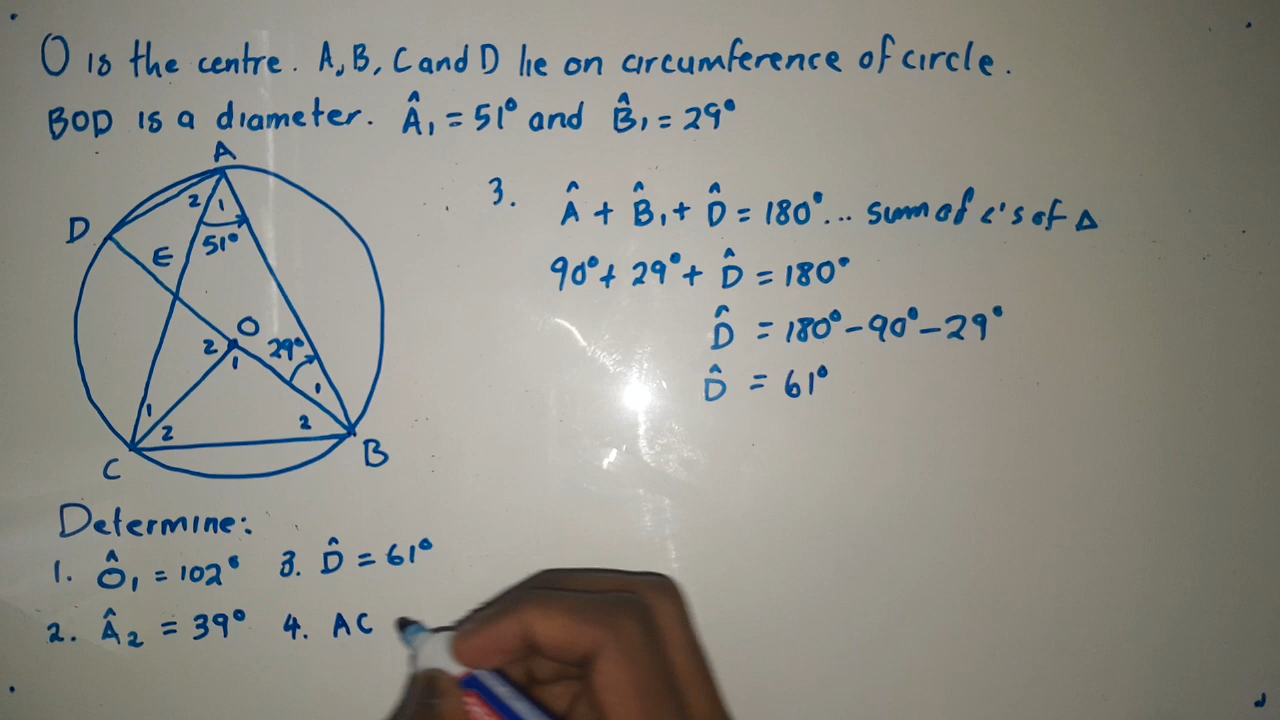 O is the centre. A, B, C and D lie on circumference of circle.
BOD is a diameter. Â₁ = 51° and B̂₁ = 29°
A
2 1
D
E
51°
O
2
29°
1
1
1
2
2
C
B
3. Â + B̂₁ + D̂ = 180°... sum of ∠'s of Δ
90° + 29° + D̂ = 180°
D̂ = 180° - 90° - 29°
D̂ = 61°
Determine:
1. Ô₁ = 102° 3. D̂ = 61°
2. Â₂ = 39° 4. AC